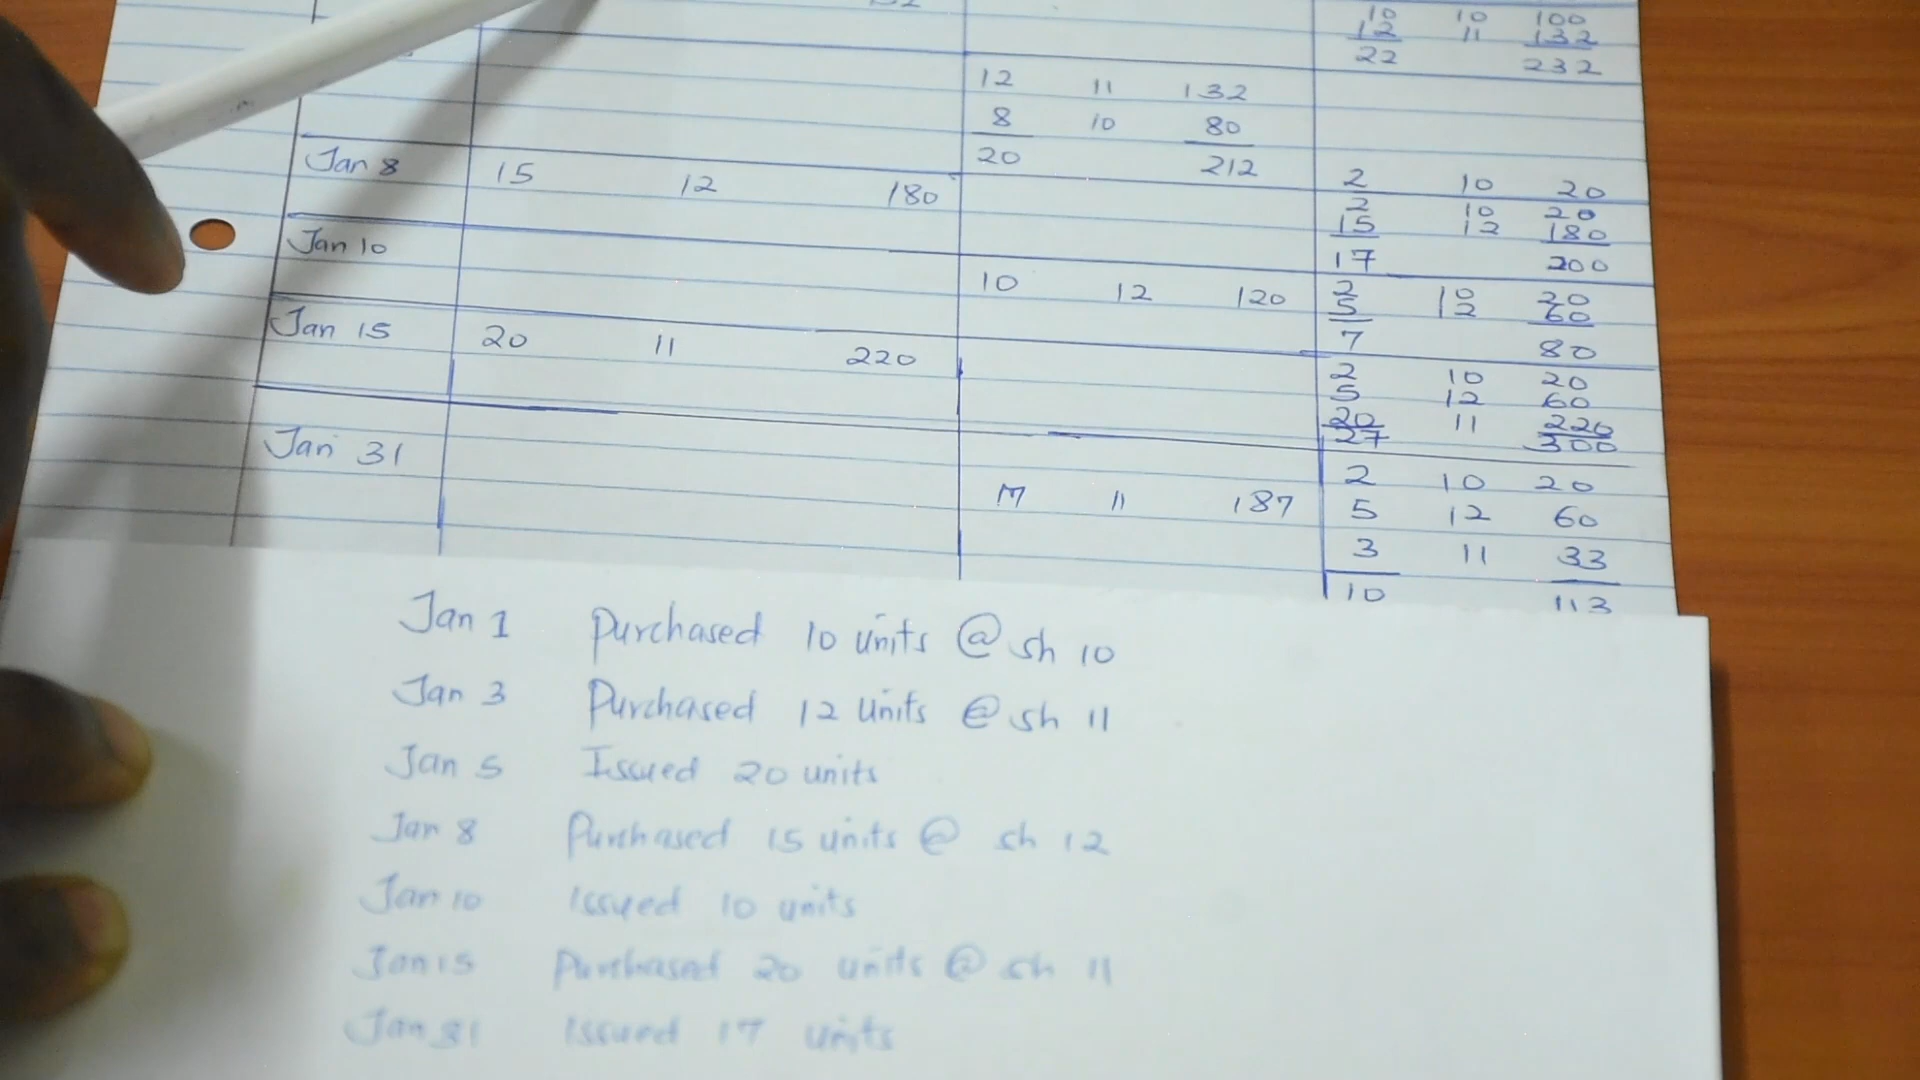 10 10 100
12 11 132
22 232
12 11 132
8 10 80
20 212
2 10 20
Jan 8 15 12 180
2 10 20
15 12 180
17 200
Jan 10
10 12 120
2 10 20
5 12 60
7 80
Jan 15 20 11 220
2 10 20
5 12 60
20 11 220
27 300
Jan 31
17 11 187
2 10 20
5 12 60
3 11 33
10 113
Jan 1 Purchased 10 units @ sh 10
Jan 3 Purchased 12 units @ sh 11
Jan 5 Issued 20 units
Jan 8 Purchased 15 units @ sh 12
Jan 10 Issued 10 units
Jan 15 Purchased 20 units @ sh 11
Jan 31 Issued 17 units